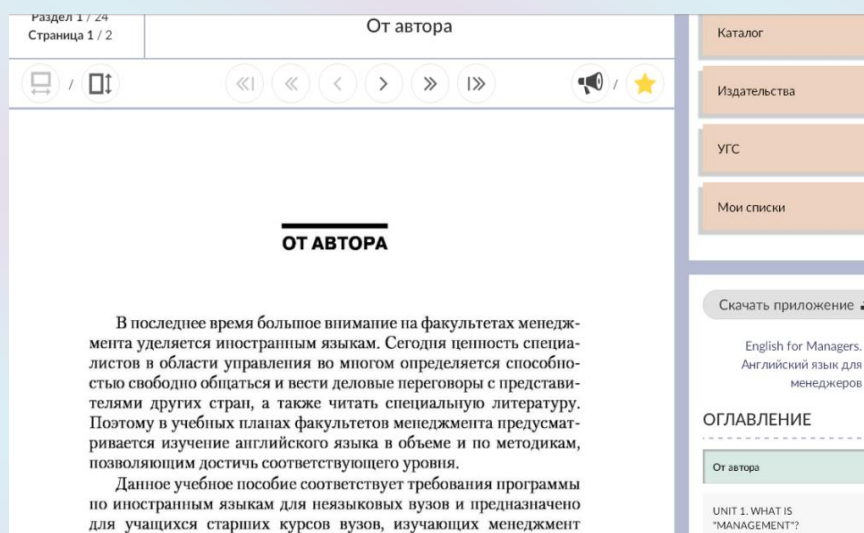 Раздел 1 / 24
Страница 1 / 2
От автора
ОТ АВТОРА
В последнее время большое внимание на факультетах менедж-
мента уделяется иностранным языкам. Сегодня ценность специа-
листов в области управления во многом определяется способно-
стью свободно общаться и вести деловые переговоры с представи-
телями других стран, а также читать специальную литературу.
Поэтому в учебных планах факультетов менеджмента предусмат-
ривается изучение английского языка в объеме и по методикам,
позволяющим достичь соответствующего уровня.
Данное учебное пособие соответствует требования программы
по иностранным языкам для неязыковых вузов и предназначено
для учащихся старших курсов вузов, изучающих менеджмент
Каталог
Издательства
УГС
Мои списки
Скачать приложение
English for Managers.
Английский язык для
менеджеров
ОГЛАВЛЕНИЕ
От автора
UNIT 1. WHAT IS
"MANAGEMENT"?